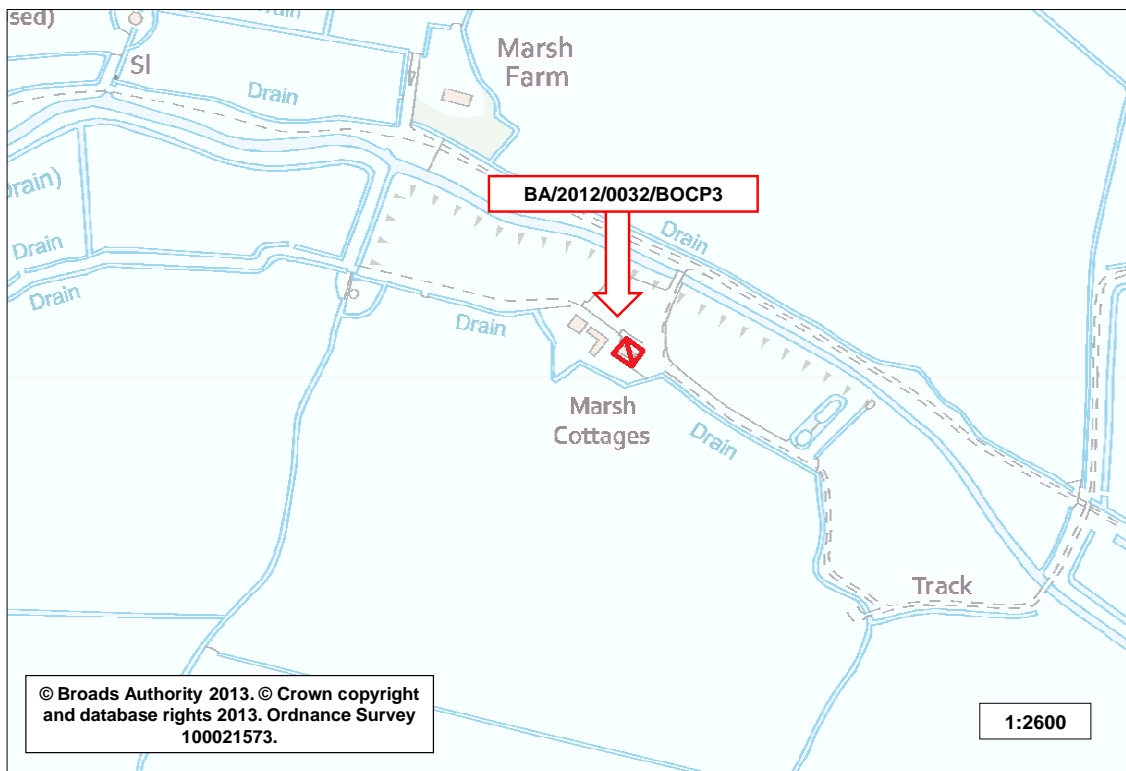 sed)
Drain
SI
Marsh
Farm
Drain
rain)
BA/2012/0032/BOCP3
Drain
Drain
Drain
Drain
Marsh
Cottages
Drain
Track
© Broads Authority 2013. © Crown copyright
and database rights 2013. Ordnance Survey
100021573.
1:2600